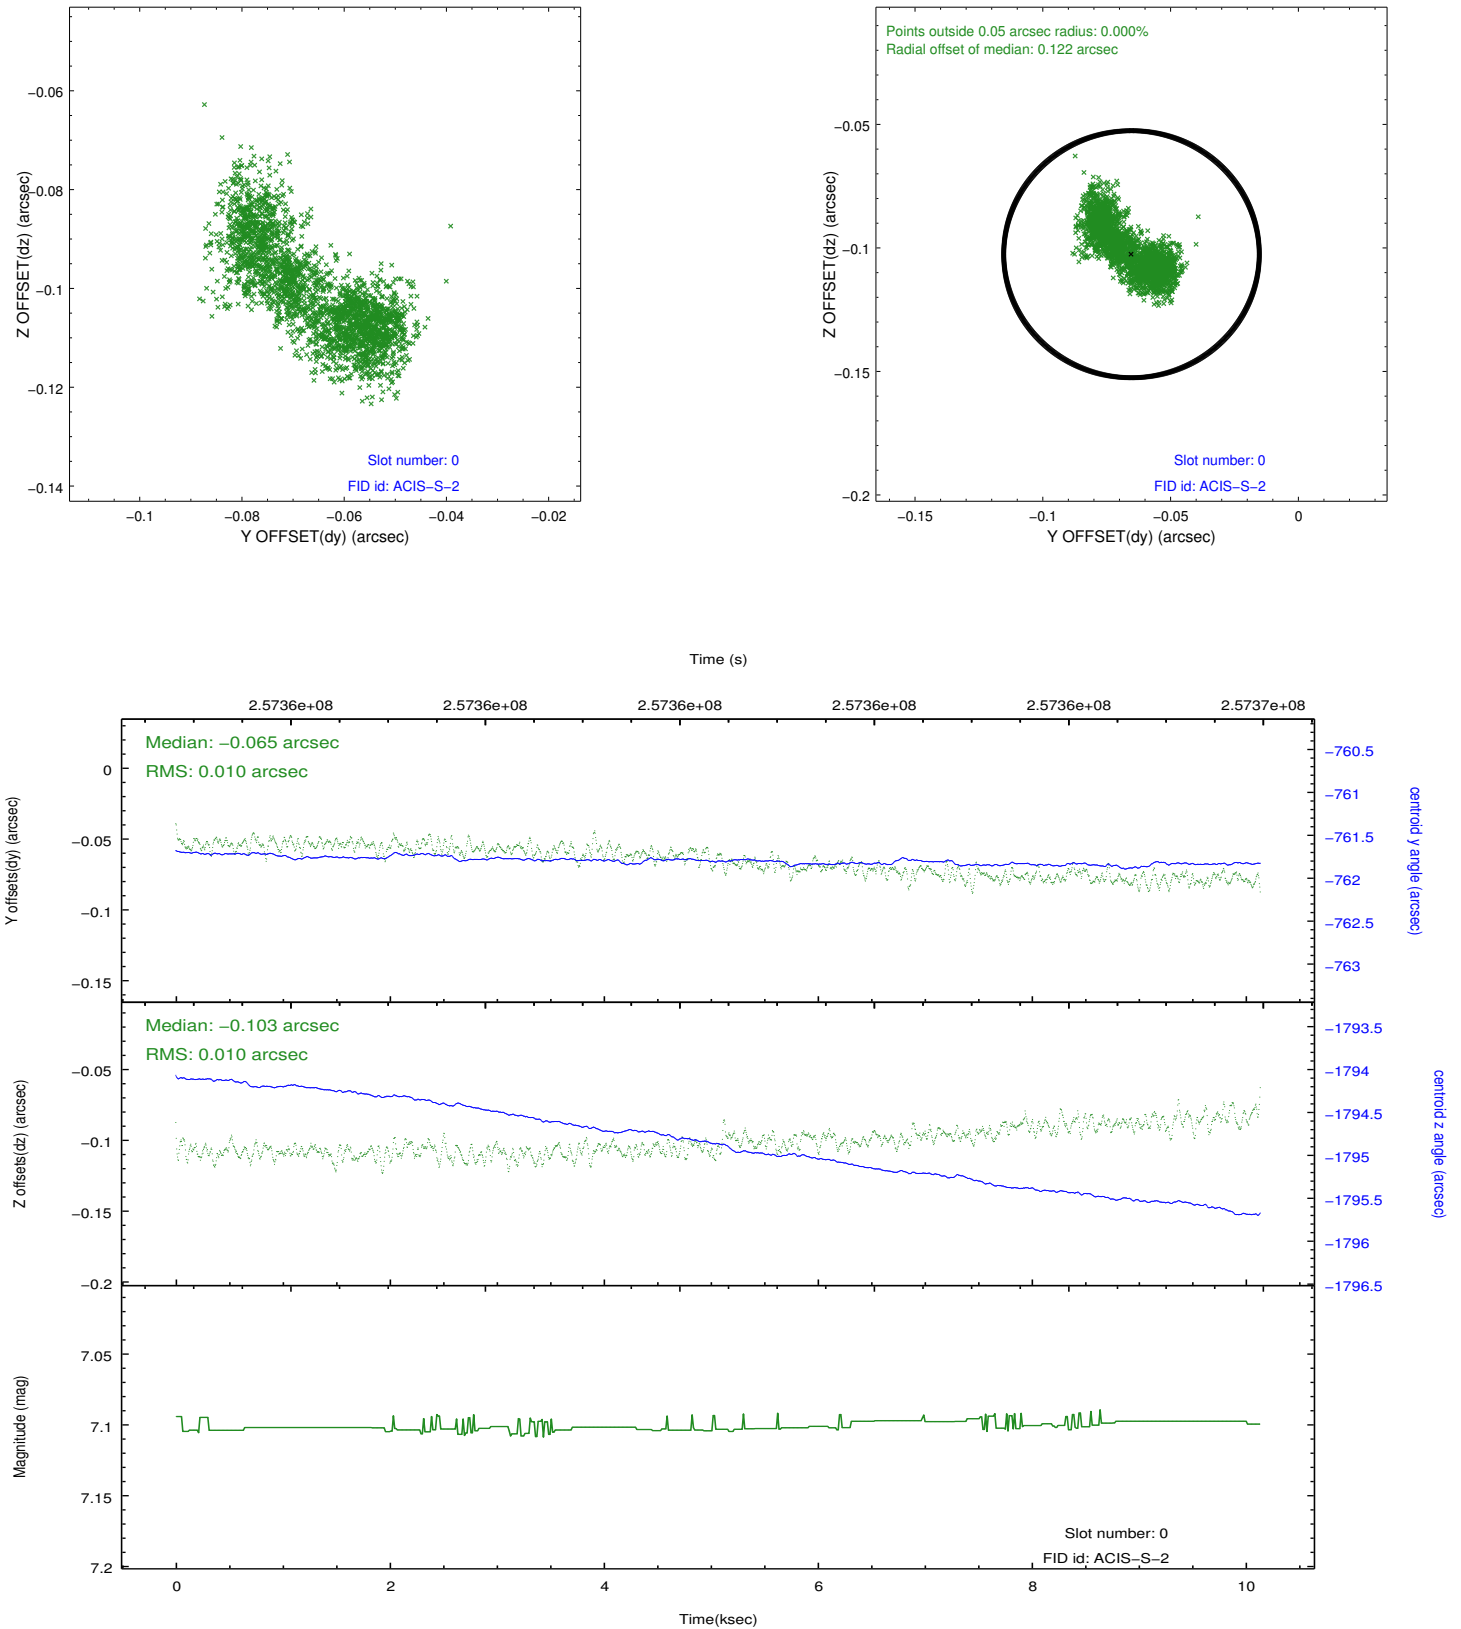 −0.06
−0.08
−0.1
−0.12
−0.14
Z OFFSET(dz) (arcsec)
Slot number: 0
FID id: ACIS−S−2
−0.1 −0.08 −0.06 −0.04 −0.02
Y OFFSET(dy) (arcsec)
Points outside 0.05 arcsec radius: 0.000%
Radial offset of median: 0.122 arcsec
−0.05
−0.1
−0.15
−0.2
Z OFFSET(dz) (arcsec)
Slot number: 0
FID id: ACIS−S−2
−0.15 −0.1 −0.05 0
Y OFFSET(dy) (arcsec)
Time (s)
2.5736e+08 2.5736e+08 2.5736e+08 2.5736e+08 2.5736e+08 2.5737e+08
Median: −0.065 arcsec
RMS: 0.010 arcsec
0
−0.05
−0.1
−0.15
Y offsets(dy) (arcsec)
−760.5
−761
−761.5
−762
−762.5
−763
centroid y angle (arcsec)
Median: −0.103 arcsec
RMS: 0.010 arcsec
−0.05
−0.1
−0.15
−0.2
Z offsets(dz) (arcsec)
−1793.5
−1794
−1794.5
−1795
−1795.5
−1796
−1796.5
centroid z angle (arcsec)
7.05
7.1
7.15
7.2
Magnitude (mag)
Slot number: 0
FID id: ACIS−S−2
0 2 4 6 8 10
Time(ksec)